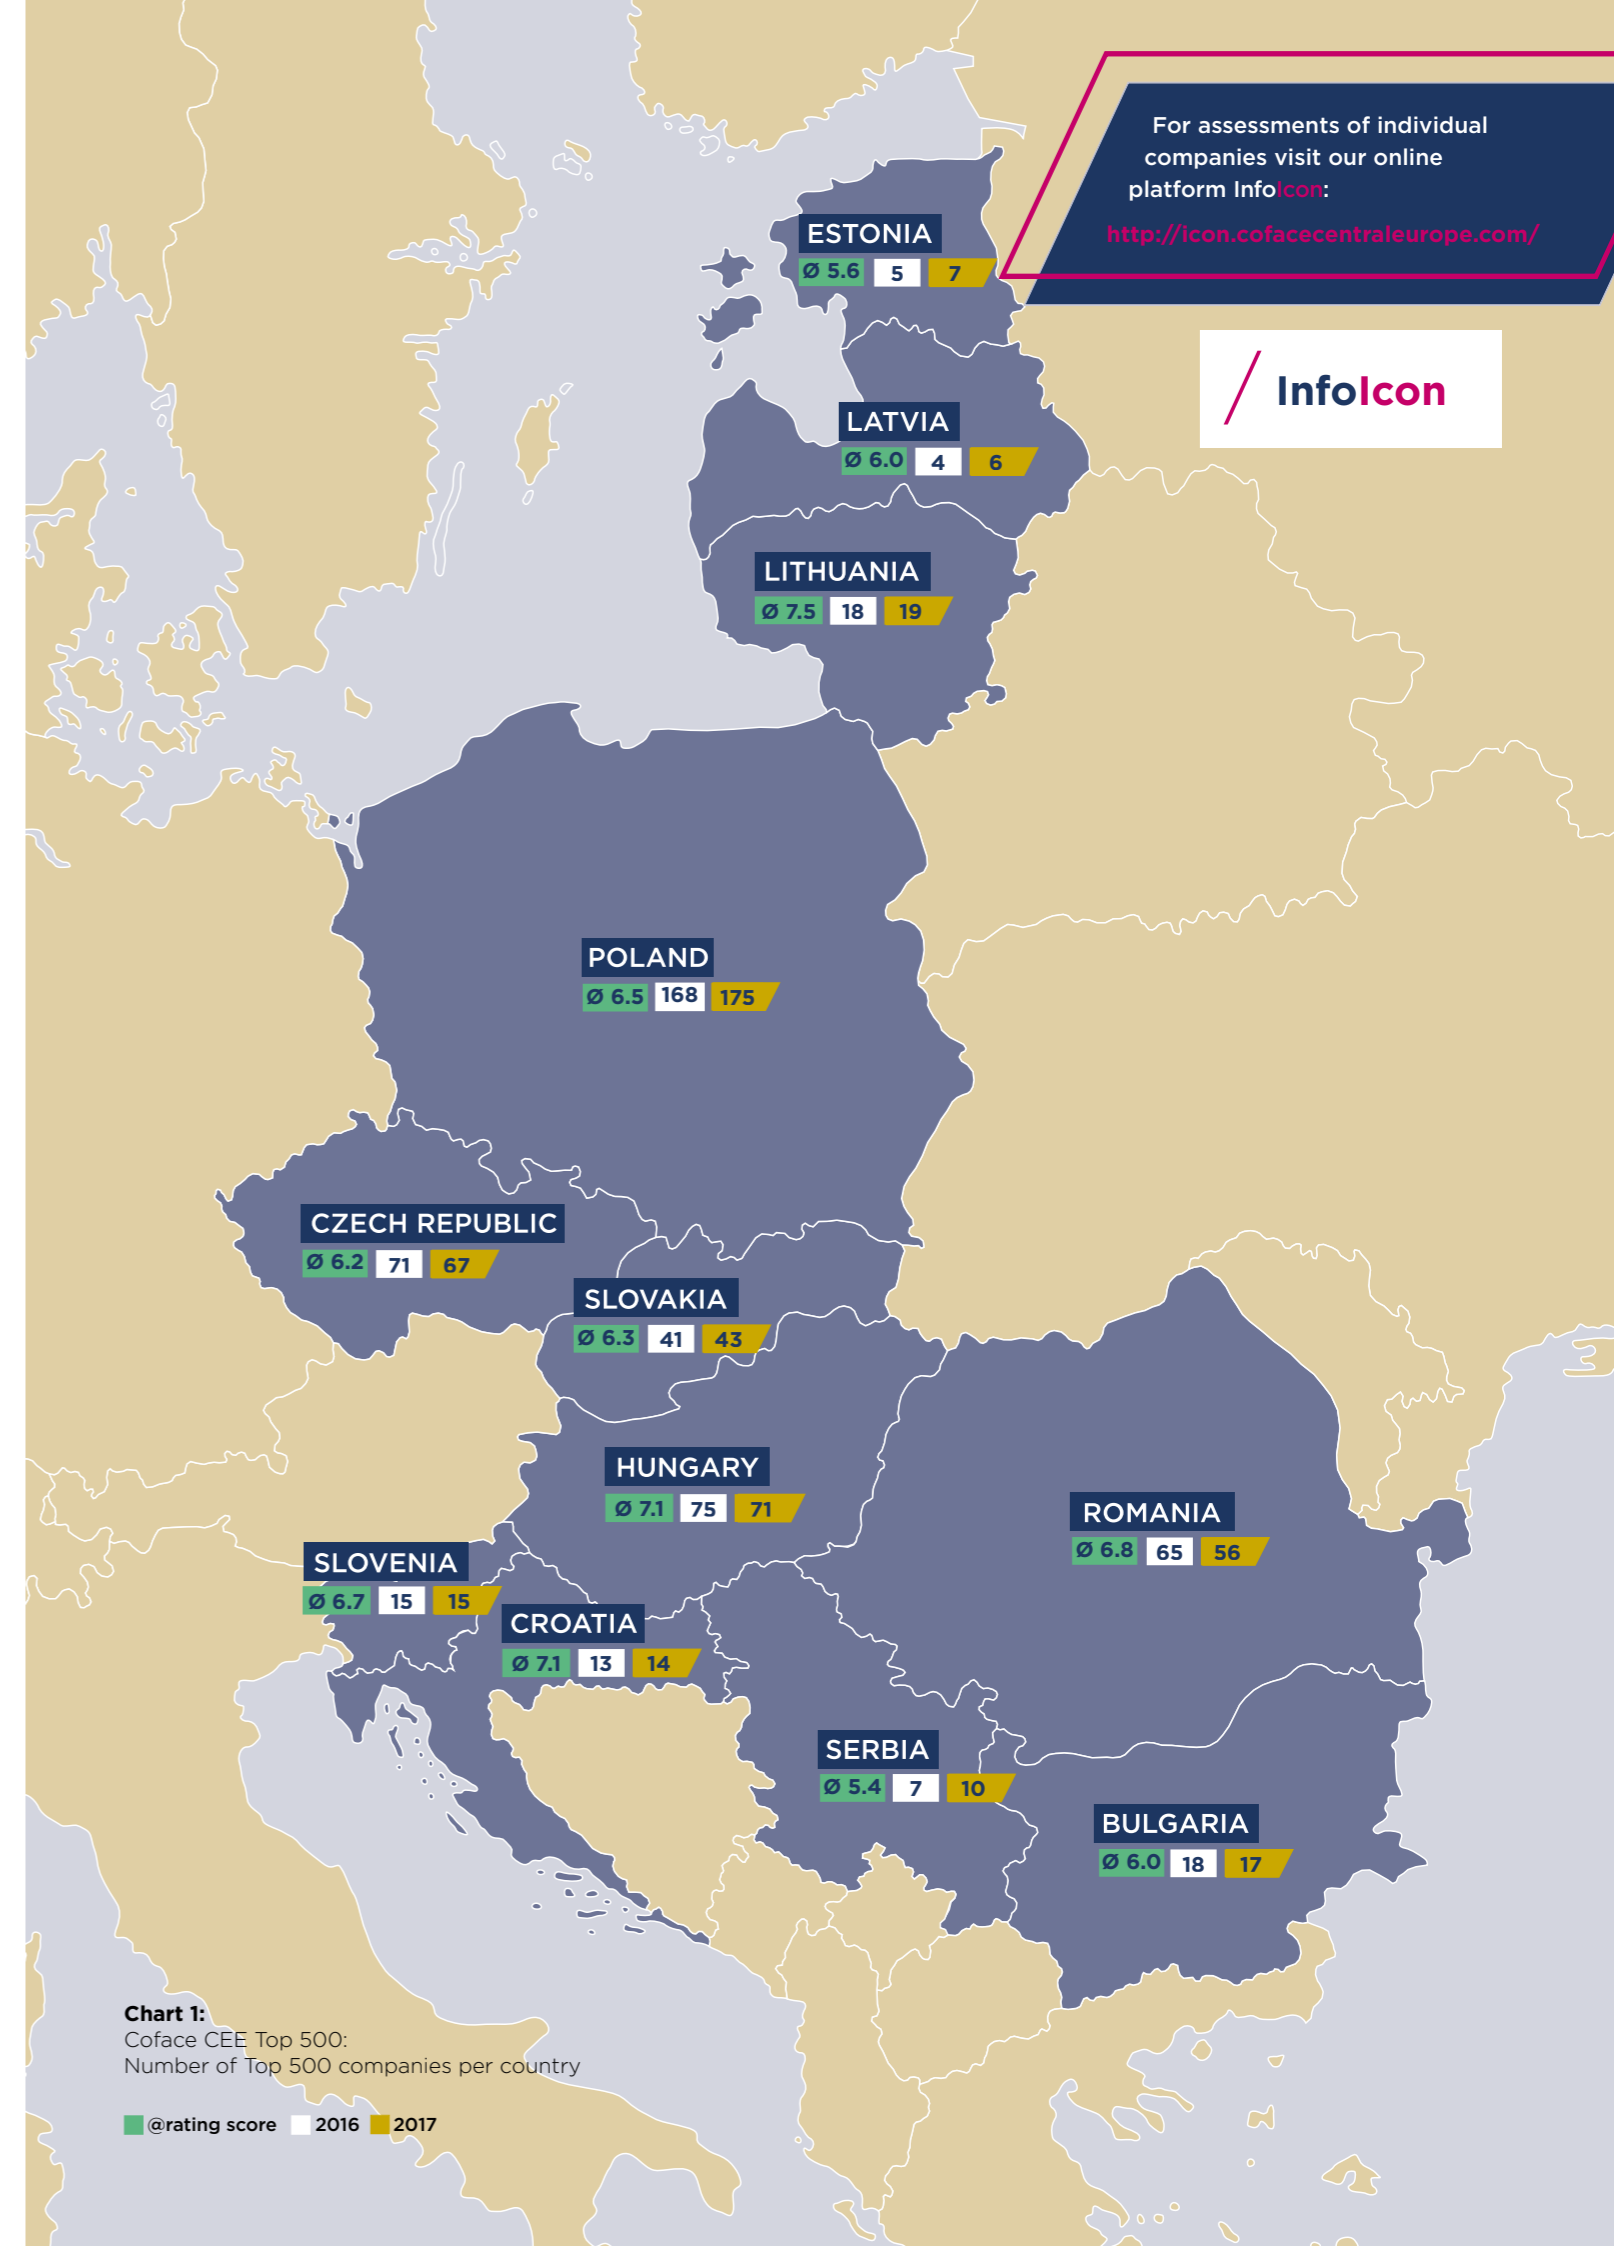 For assessments of individual
companies visit our online
platform InfoIcon:
http://icon.cofacecentraleurope.com/
InfoIcon
ESTONIA
Ø 5.6 5 7
LATVIA
Ø 6.0 4 6
LITHUANIA
Ø 7.5 18 19
POLAND
Ø 6.5 168 175
CZECH REPUBLIC
Ø 6.2 71 67
SLOVAKIA
Ø 6.3 41 43
HUNGARY
Ø 7.1 75 71
ROMANIA
Ø 6.8 65 56
SLOVENIA
Ø 6.7 15 15
CROATIA
Ø 7.1 13 14
SERBIA
Ø 5.4 7 10
BULGARIA
Ø 6.0 18 17
Chart 1:
Coface CEE Top 500:
Number of Top 500 companies per country
@rating score 2016 2017